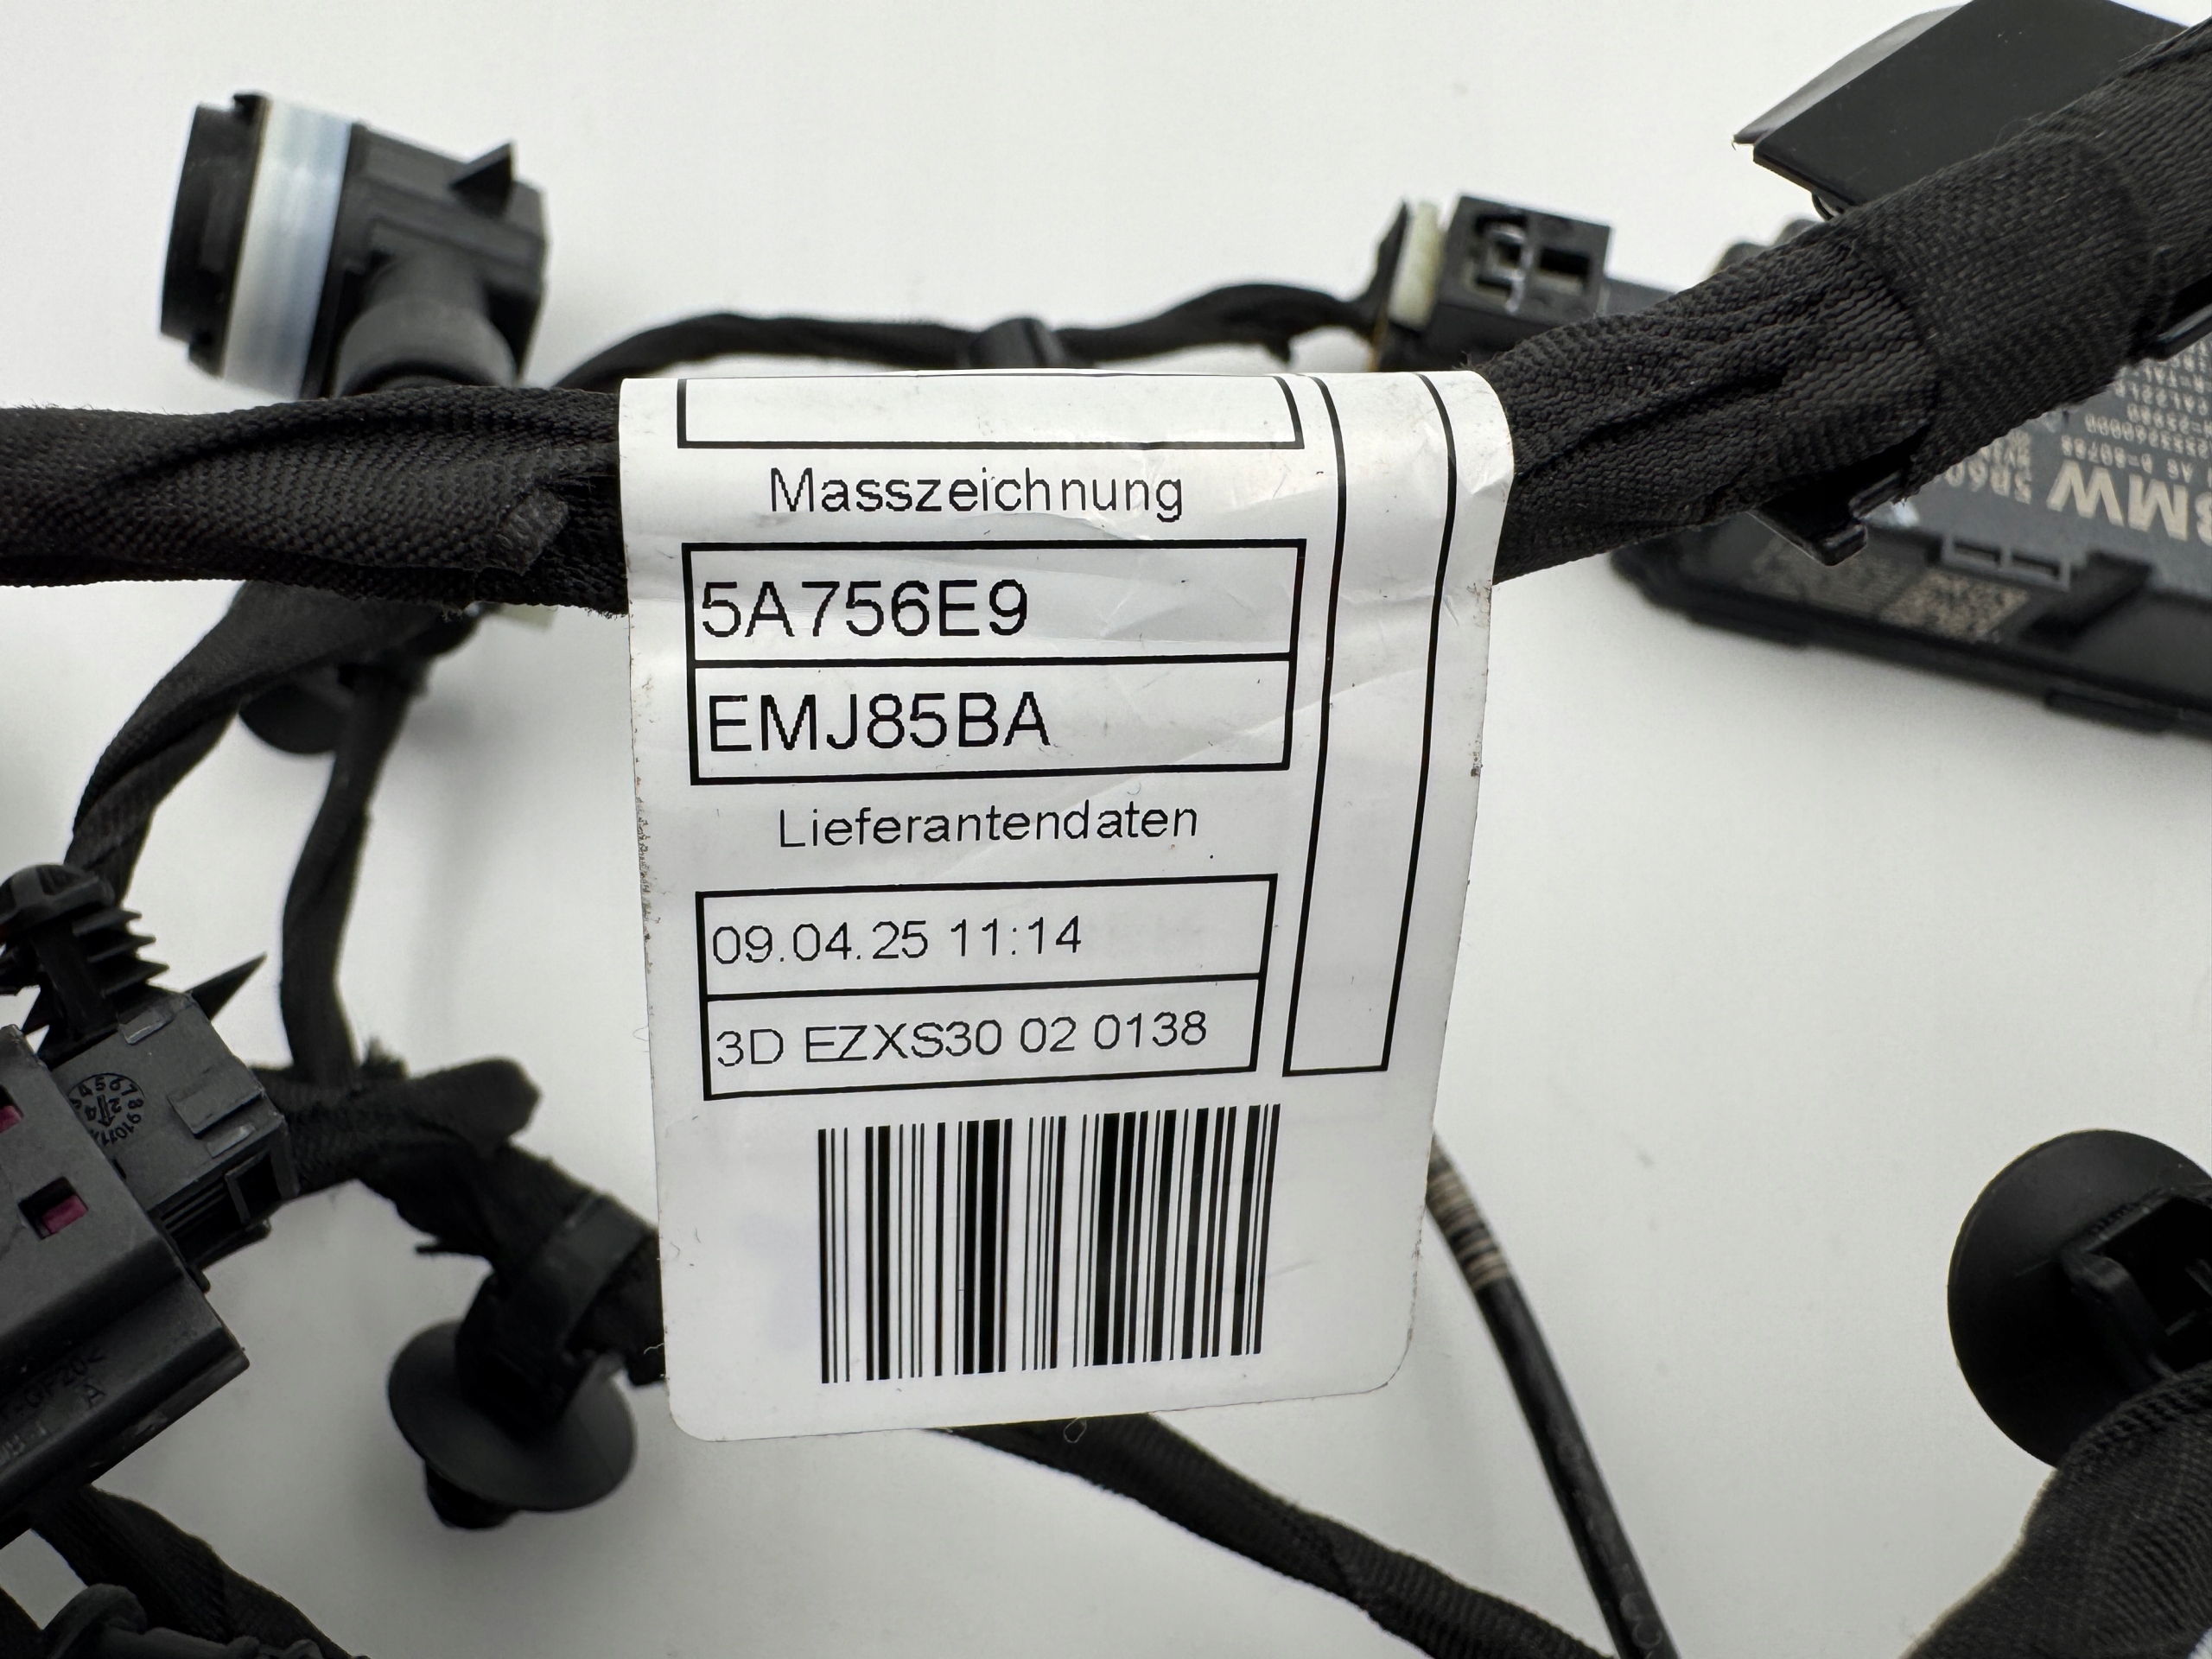 Masszeichnung
5A756E9
EMJ85BA
Lieferantendaten
09.04.25 11:14
3D EZXS30 02 0138
BMW